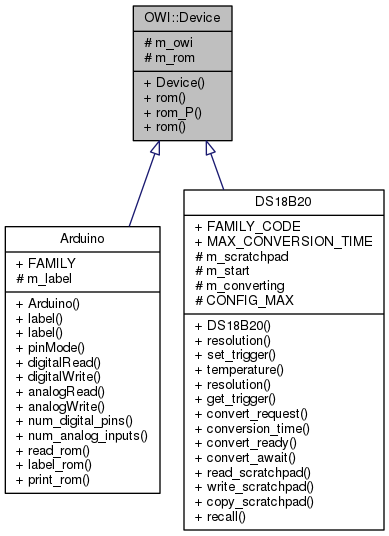 OWI::Device
# m_owi
# m_rom
+ Device()
+ rom()
+ rom_P()
+ rom()
Arduino
+ FAMILY
# m_label
+ Arduino()
+ label()
+ label()
+ pinMode()
+ digitalRead()
+ digitalWrite()
+ analogRead()
+ analogWrite()
+ num_digital_pins()
+ num_analog_inputs()
+ read_rom()
+ label_rom()
+ print_rom()
DS18B20
+ FAMILY_CODE
+ MAX_CONVERSION_TIME
# m_scratchpad
# m_start
# m_converting
# CONFIG_MAX
+ DS18B20()
+ resolution()
+ set_trigger()
+ temperature()
+ resolution()
+ get_trigger()
+ convert_request()
+ conversion_time()
+ convert_ready()
+ convert_await()
+ read_scratchpad()
+ write_scratchpad()
+ copy_scratchpad()
+ recall()